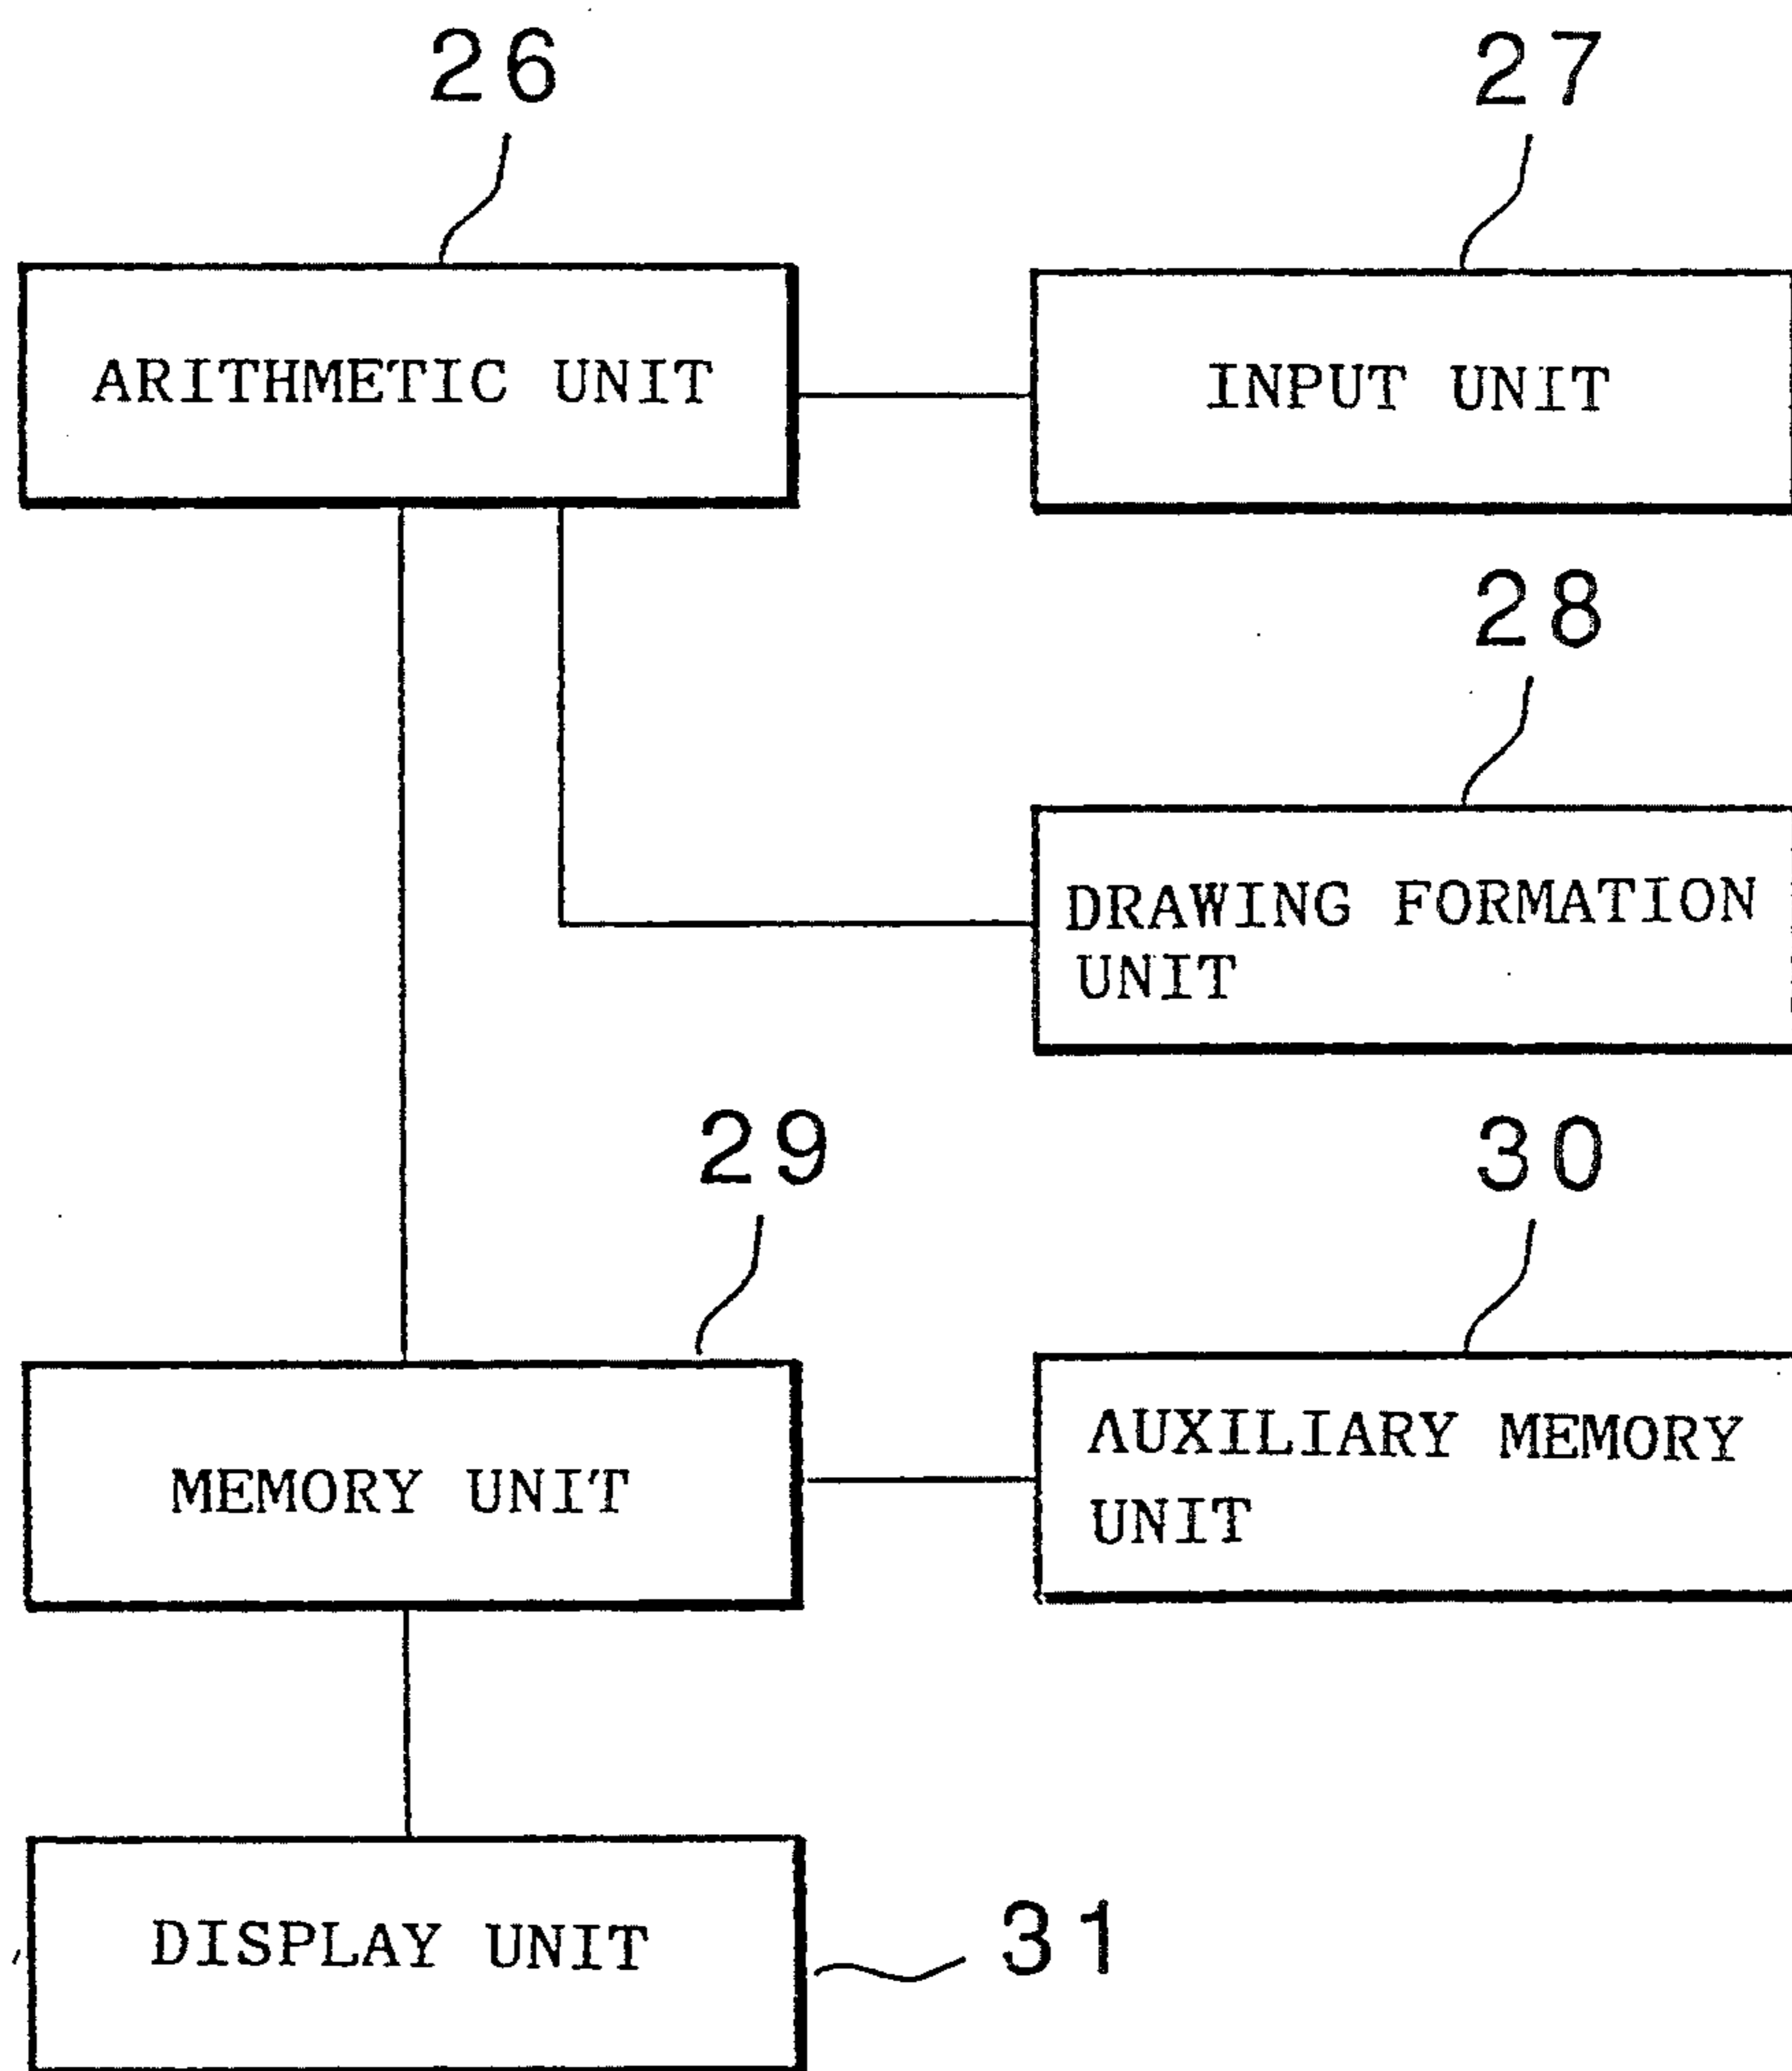 26
27
ARITHMETIC UNIT
INPUT UNIT
28
DRAWING FORMATION
UNIT
29
30
MEMORY UNIT
AUXILIARY MEMORY
UNIT
DISPLAY UNIT
31